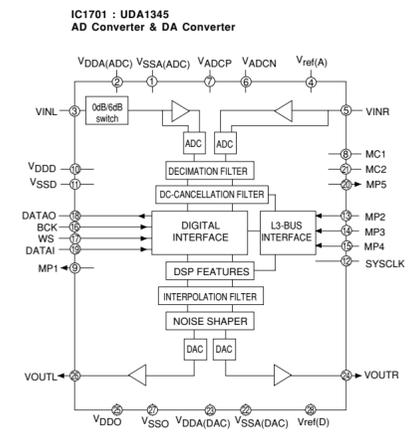 IC1701 : UDA1345
AD Converter & DA Converter
VDDA(ADC) VSSA(ADC) VADCP VADCN Vref(A)
2 1 7 6 4
VINL 3 0dB/6dB switch 5 VINR
ADC ADC
8 MC1
DECIMATION FILTER
VDDD 10 21 MC2
VSSD 11 20 MP5
DC-CANCELLATION FILTER
DATAO 18 13 MP2
BCK 16 DIGITAL INTERFACE L3-BUS INTERFACE 14 MP3
WS 17 15 MP4
DATAI 19
MP1 9 12 SYSCLK
DSP FEATURES
INTERPOLATION FILTER
NOISE SHAPER
DAC DAC
VOUTL 26 24 VOUTR
25 27 23 22 28
VDDO VSSO VDDA(DAC) VSSA(DAC) Vref(D)